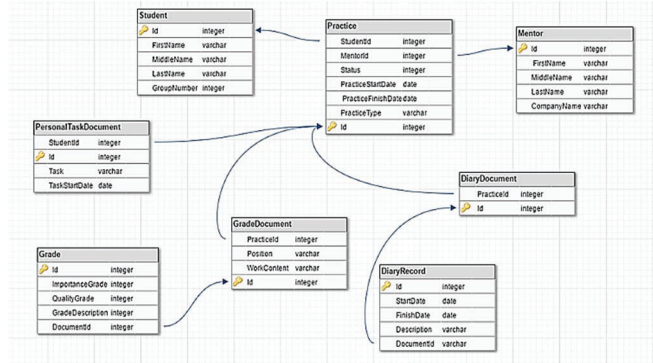 Student
Id integer
FirstName varchar
MiddleName varchar
LastName varchar
GroupNumber integer
Practice
StudentId integer
MentorId integer
Status integer
PracticeStartDate date
PracticeFinishDate date
PracticeType varchar
Id integer
Mentor
Id integer
FirstName varchar
MiddleName varchar
LastName varchar
CompanyName varchar
PersonalTaskDocument
StudentId integer
Id integer
Task varchar
TaskStartDate date
DiaryDocument
PracticeId integer
Id integer
GradeDocument
PracticeId integer
Position varchar
WorkContent varchar
Id integer
Grade
Id integer
ImportanceGrade integer
QualityGrade integer
GradeDescription integer
DocumentId integer
DiaryRecord
Id integer
StartDate date
FinishDate date
Description varchar
DocumentId varchar